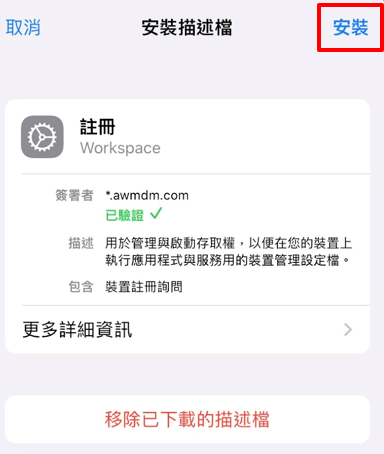 取消 安裝描述檔 安裝
註冊
Workspace
簽署者 *.awmdm.com
已驗證
描述 用於管理與啟動存取權，以便在您的裝置上
執行應用程式與服務用的裝置管理設定檔。
包含 裝置註冊詢問
更多詳細資訊
移除已下載的描述檔